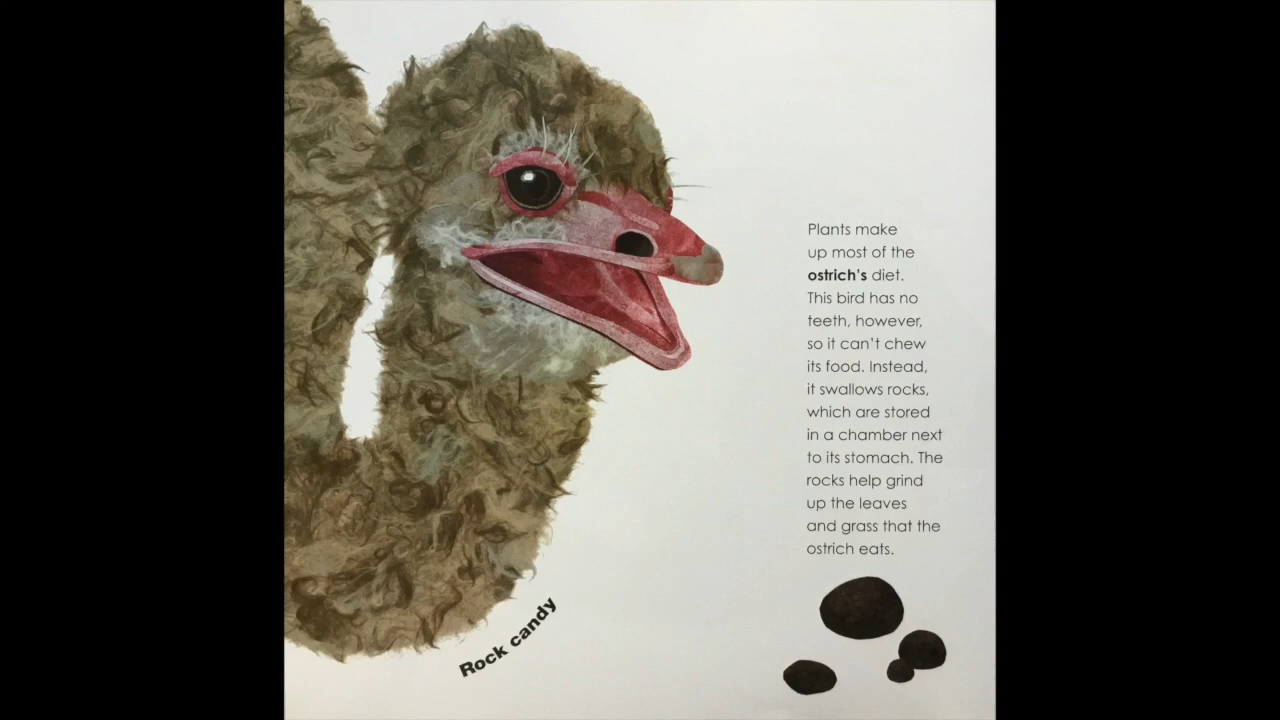 Plants make
up most of the
ostrich's diet.
This bird has no
teeth, however,
so it can't chew
its food. Instead,
it swallows rocks,
which are stored
in a chamber next
to its stomach. The
rocks help grind
up the leaves
and grass that the
ostrich eats.
Rock candy